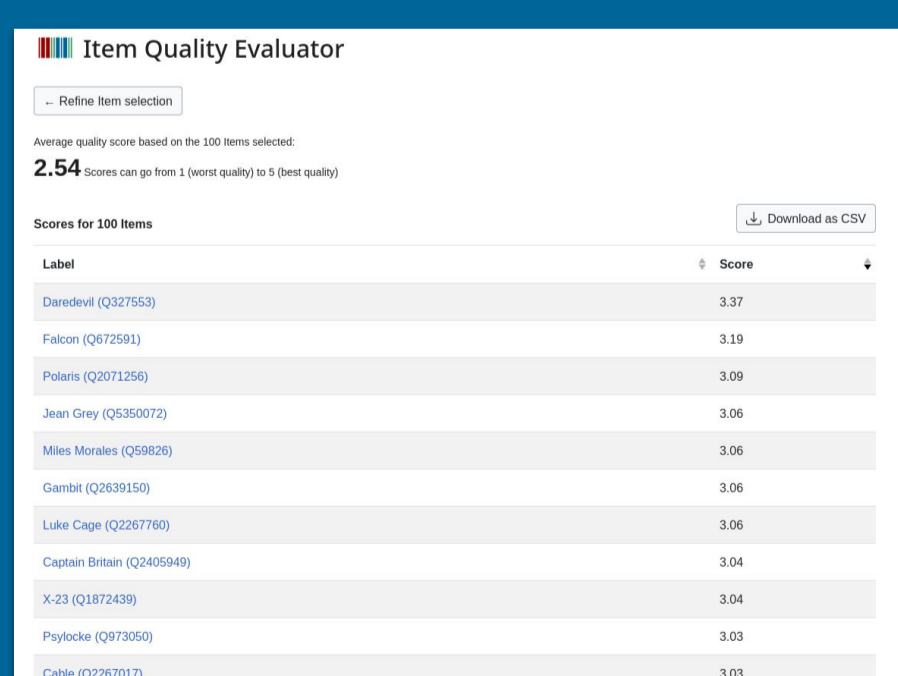 Item Quality Evaluator
← Refine Item selection
Average quality score based on the 100 Items selected:
2.54 Scores can go from 1 (worst quality) to 5 (best quality)
Scores for 100 Items
Download as CSV
Label Score
Daredevil (Q327553) 3.37
Falcon (Q672591) 3.19
Polaris (Q2071256) 3.09
Jean Grey (Q5350072) 3.06
Miles Morales (Q59826) 3.06
Gambit (Q2639150) 3.06
Luke Cage (Q2267760) 3.06
Captain Britain (Q2405949) 3.04
X-23 (Q1872439) 3.04
Psylocke (Q973050) 3.03
Cable (Q2267017) 3.03